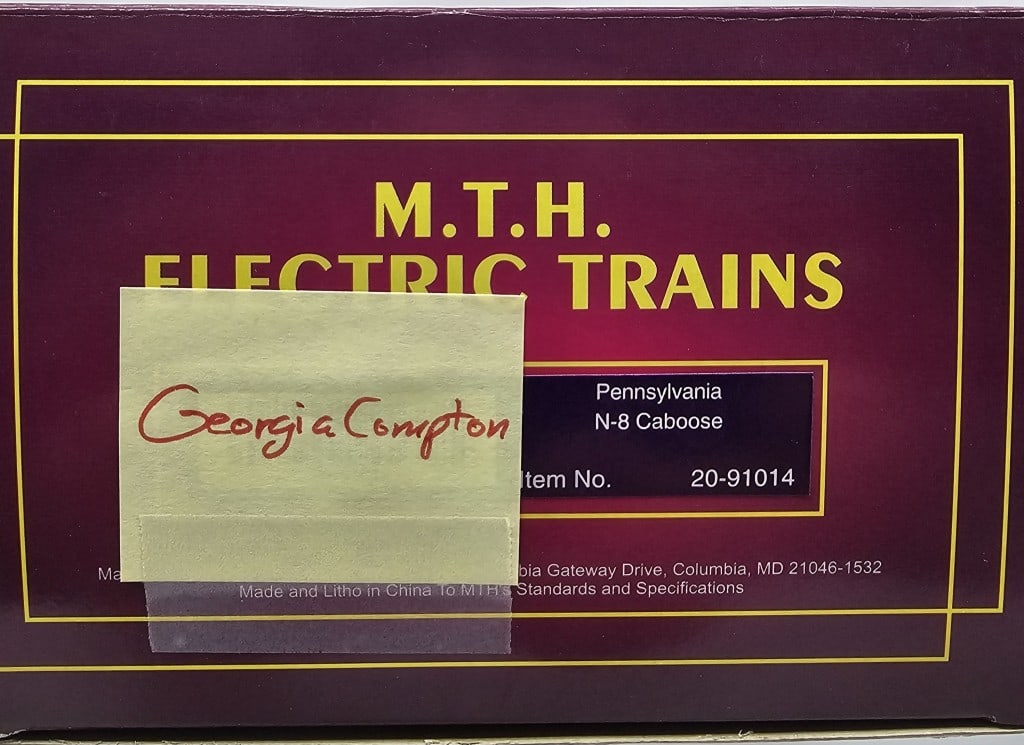 M.T.H.
ELECTRIC TRAINS
Georgia Compton
Pennsylvania
N-8 Caboose
Item No. 20-91014
Gateway Drive, Columbia, MD 21046-1532
Made and Litho in China To MTH's Standards and Specifications